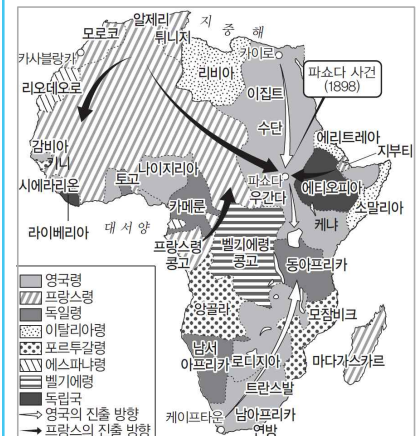 지중해
알제리
모로코
튀니지
카사블랑카
카이로
리오데오로
리비아
이집트
파쇼다 사건
(1898)
수단
에리트레아
지부티
감비아
기니
나이지리아
시에라리온
토고
파쇼다
우간다
에티오피아
소말리아
카메룬
라이베리아
대서양
케냐
프랑스령
콩고
벨기에령
콩고
동아프리카
앙골라
모잠비크
남서
아프리카
로디지아
마다가스카르
트란스발
케이프타운
남아프리카
연방
영국령
프랑스령
독일령
이탈리아령
포르투갈령
에스파냐령
벨기에령
독립국
영국의 진출 방향
프랑스의 진출 방향